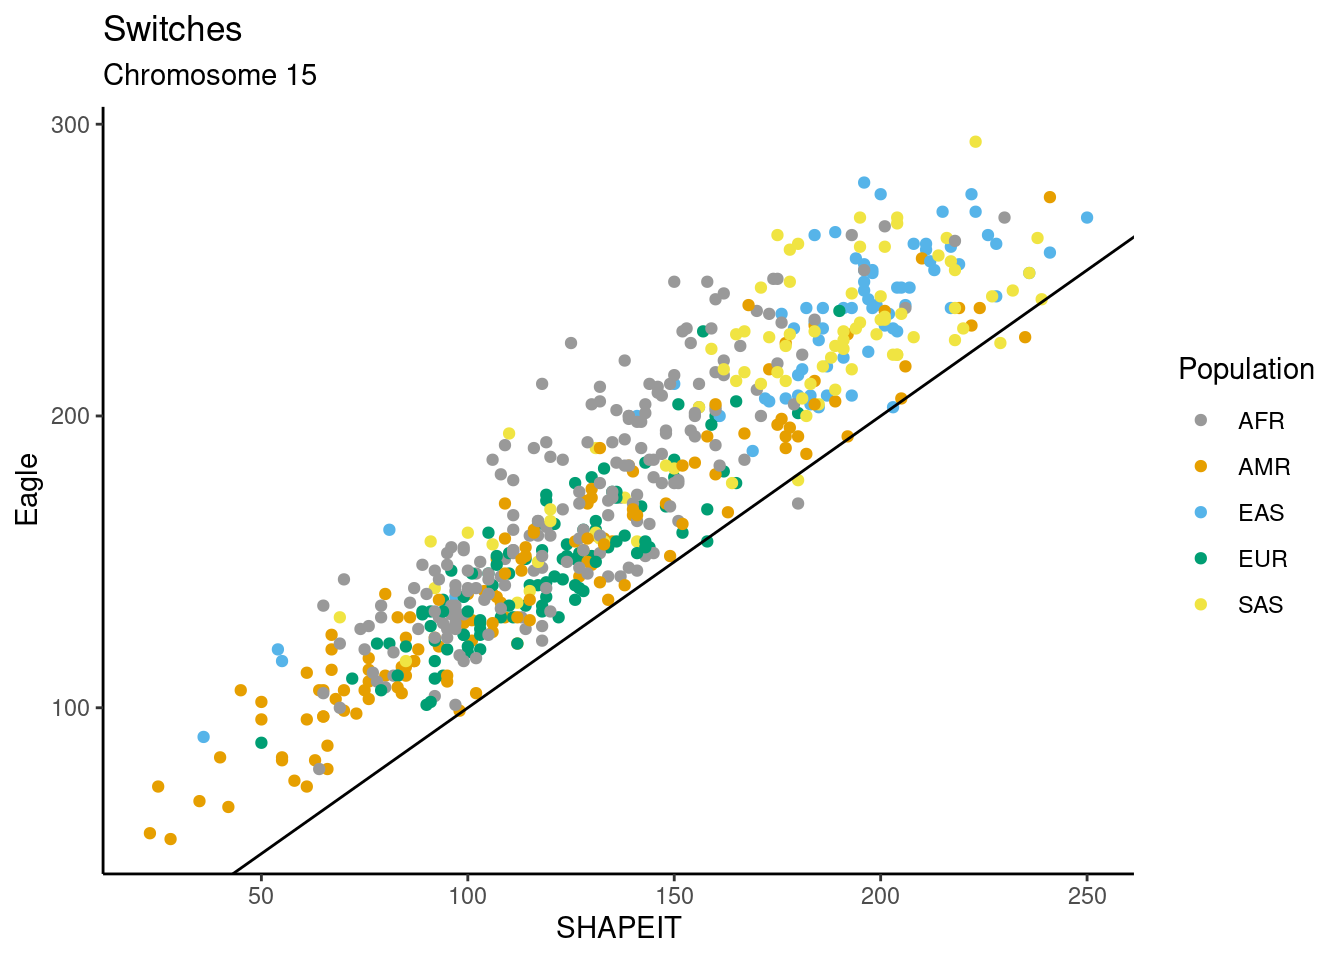 Switches
Chromosome 15
300
200
100
Eagle
50
100
150
200
250
SHAPEIT
Population
AFR
AMR
EAS
EUR
SAS